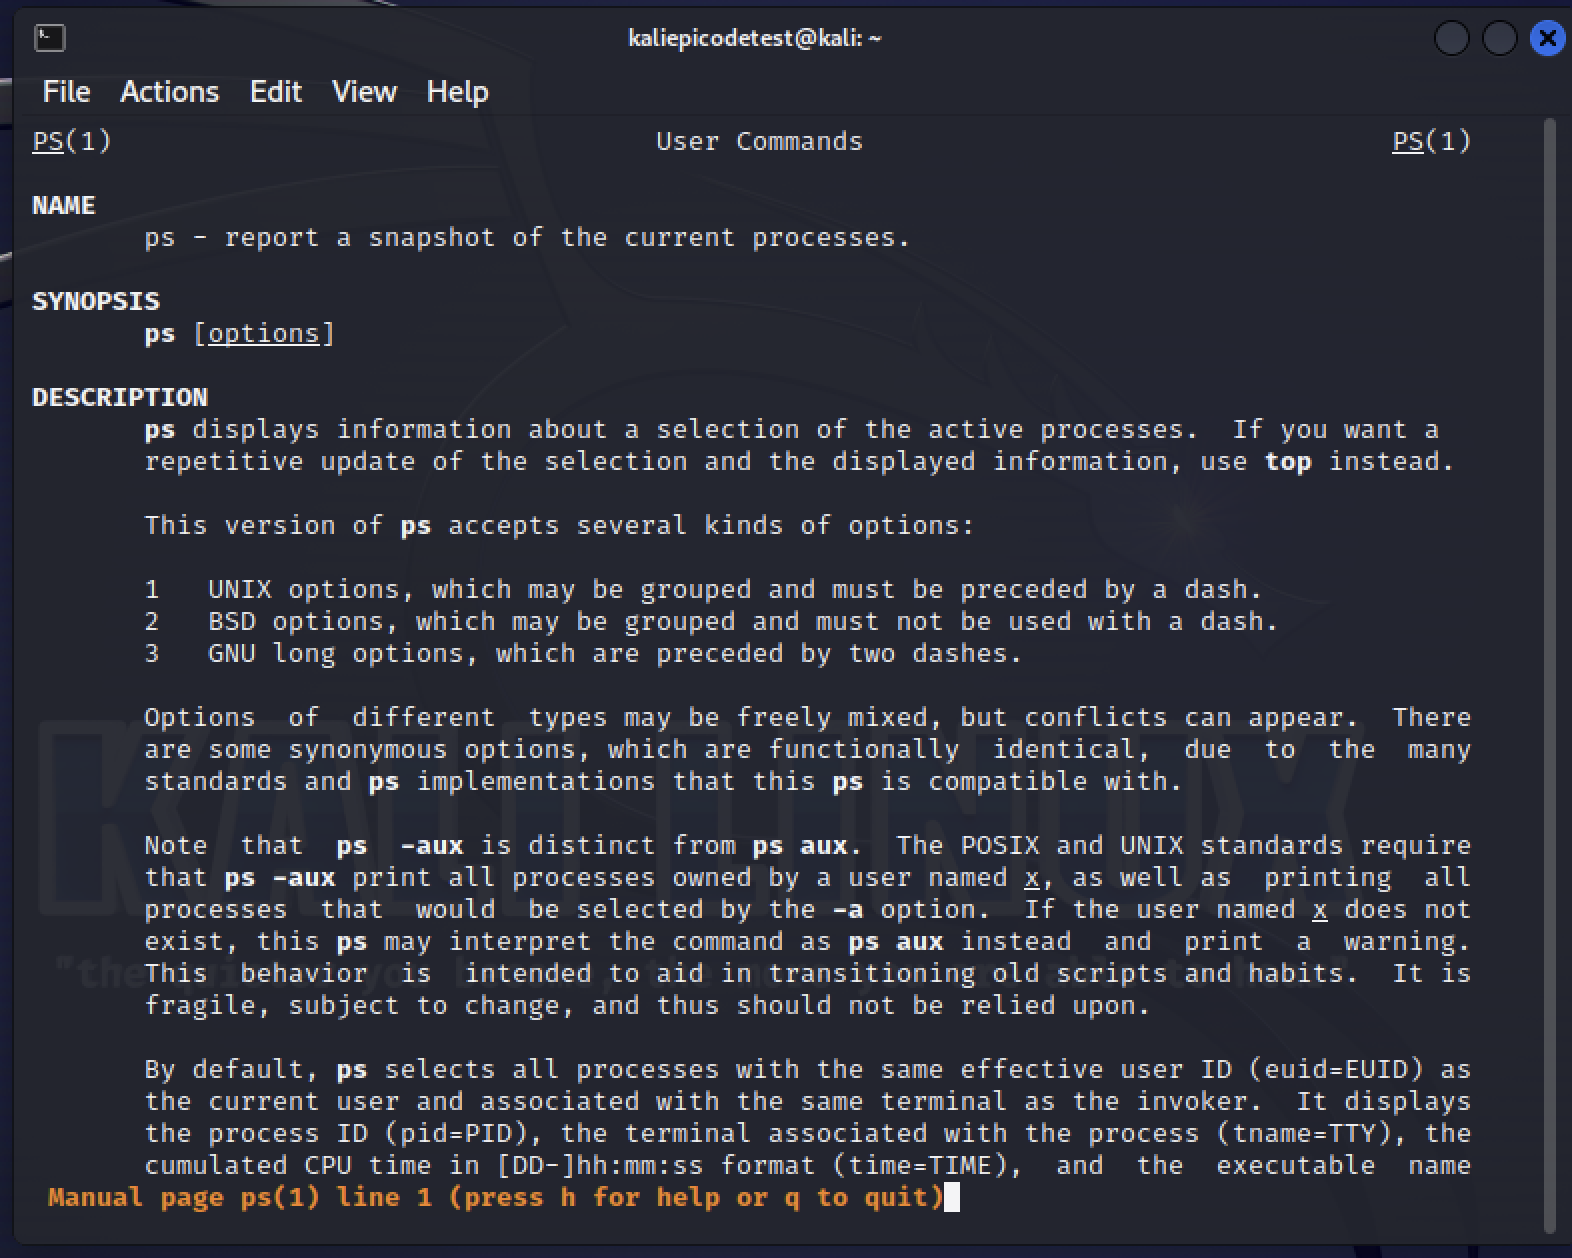 kaliepicodetest@kali: ~
File Actions Edit View Help
PS(1) User Commands PS(1)
NAME
ps - report a snapshot of the current processes.
SYNOPSIS
ps [options]
DESCRIPTION
ps displays information about a selection of the active processes. If you want a
repetitive update of the selection and the displayed information, use top instead.
This version of ps accepts several kinds of options:
1 UNIX options, which may be grouped and must be preceded by a dash.
2 BSD options, which may be grouped and must not be used with a dash.
3 GNU long options, which are preceded by two dashes.
Options of different types may be freely mixed, but conflicts can appear. There
are some synonymous options, which are functionally identical, due to the many
standards and ps implementations that this ps is compatible with.
Note that ps -aux is distinct from ps aux. The POSIX and UNIX standards require
that ps -aux print all processes owned by a user named x, as well as printing all
processes that would be selected by the -a option. If the user named x does not
exist, this ps may interpret the command as ps aux instead and print a warning.
This behavior is intended to aid in transitioning old scripts and habits. It is
fragile, subject to change, and thus should not be relied upon.
By default, ps selects all processes with the same effective user ID (euid=EUID) as
the current user and associated with the same terminal as the invoker. It displays
the process ID (pid=PID), the terminal associated with the process (tname=TTY), the
cumulated CPU time in [DD-]hh:mm:ss format (time=TIME), and the executable name
Manual page ps(1) line 1 (press h for help or q to quit)
KALI LINUX